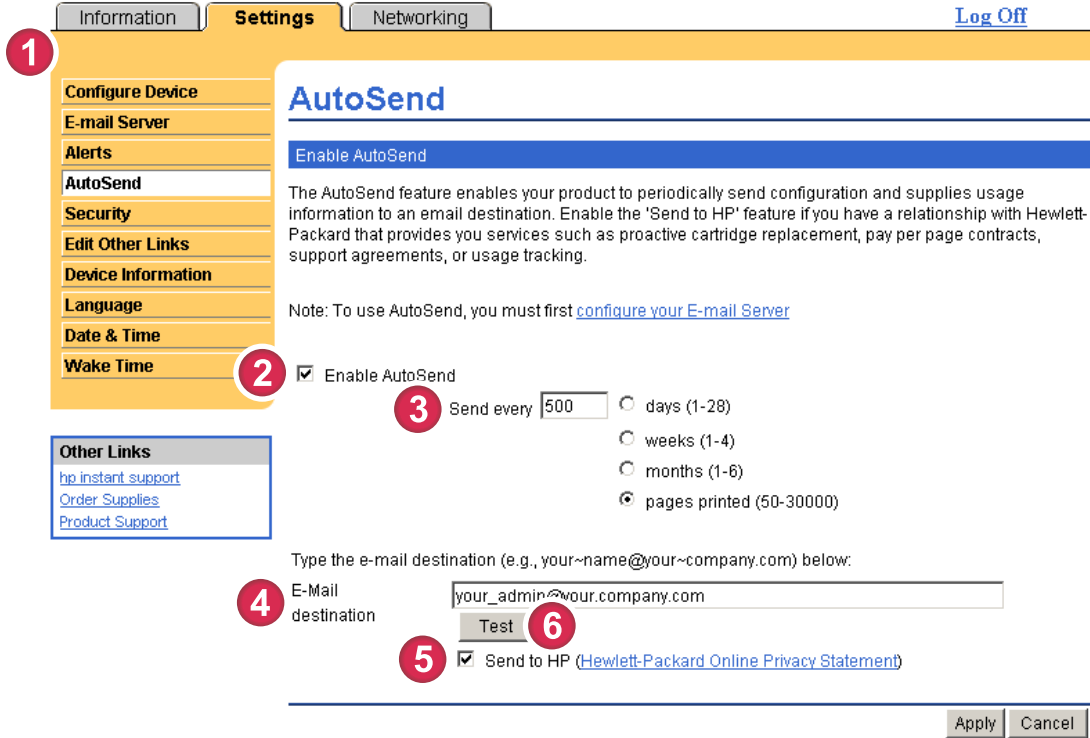 Information
Settings
Networking
Log Off
1
Configure Device
E-mail Server
Alerts
AutoSend
Security
Edit Other Links
Device Information
Language
Date & Time
Wake Time
Other Links
hp instant support
Order Supplies
Product Support
AutoSend
Enable AutoSend
The AutoSend feature enables your product to periodically send configuration and supplies usage
information to an email destination. Enable the 'Send to HP' feature if you have a relationship with Hewlett-
Packard that provides you services such as proactive cartridge replacement, pay per page contracts,
support agreements, or usage tracking.
Note: To use AutoSend, you must first configure your E-mail Server
2 Enable AutoSend
3 Send every 500 days (1-28)
weeks (1-4)
months (1-6)
pages printed (50-30000)
Type the e-mail destination (e.g., your~name@your~company.com) below:
4 E-Mail
destination
your_admin@your.company.com
Test 6
5 Send to HP (Hewlett-Packard Online Privacy Statement)
Apply Cancel